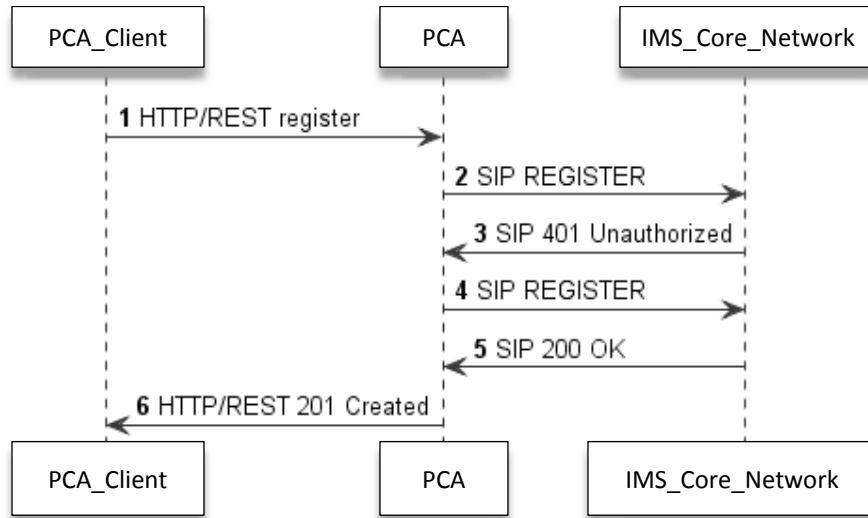 PCA_Client PCA IMS_Core_Network
1 HTTP/REST register
2 SIP REGISTER
3 SIP 401 Unauthorized
4 SIP REGISTER
5 SIP 200 OK
6 HTTP/REST 201 Created
PCA_Client PCA IMS_Core_Network